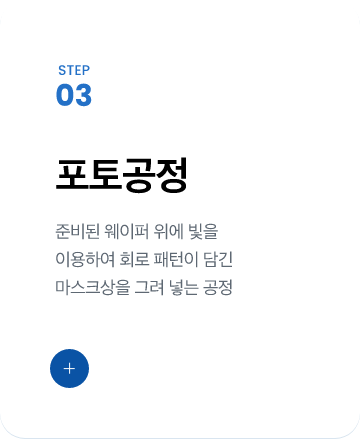 STEP
03
포토공정
준비된 웨이퍼 위에 빛을
이용하여 회로 패턴이 담긴
마스크상을 그려 넣는 공정